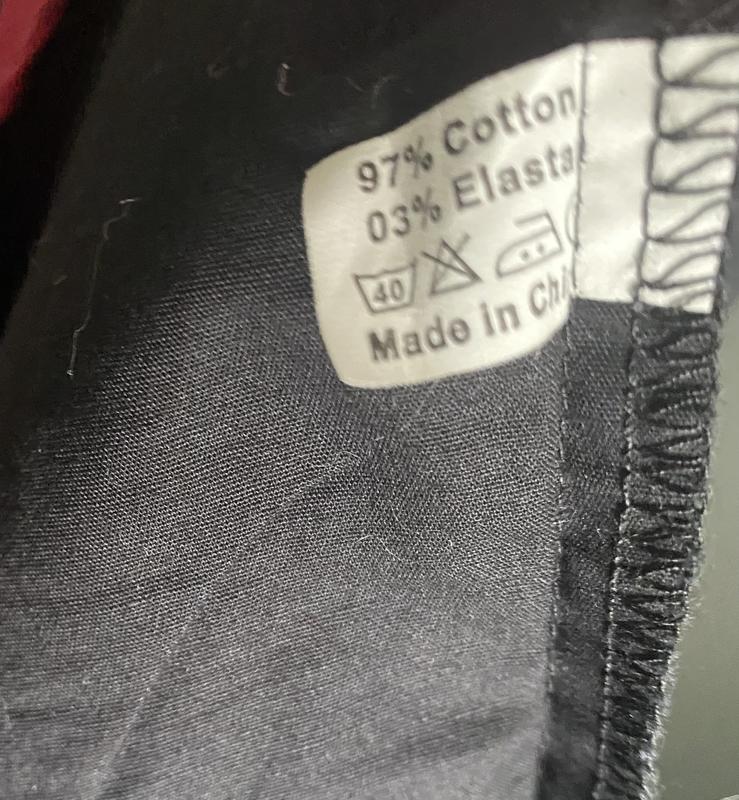 97% Cotton
03% Elasta
40
Made in Chi